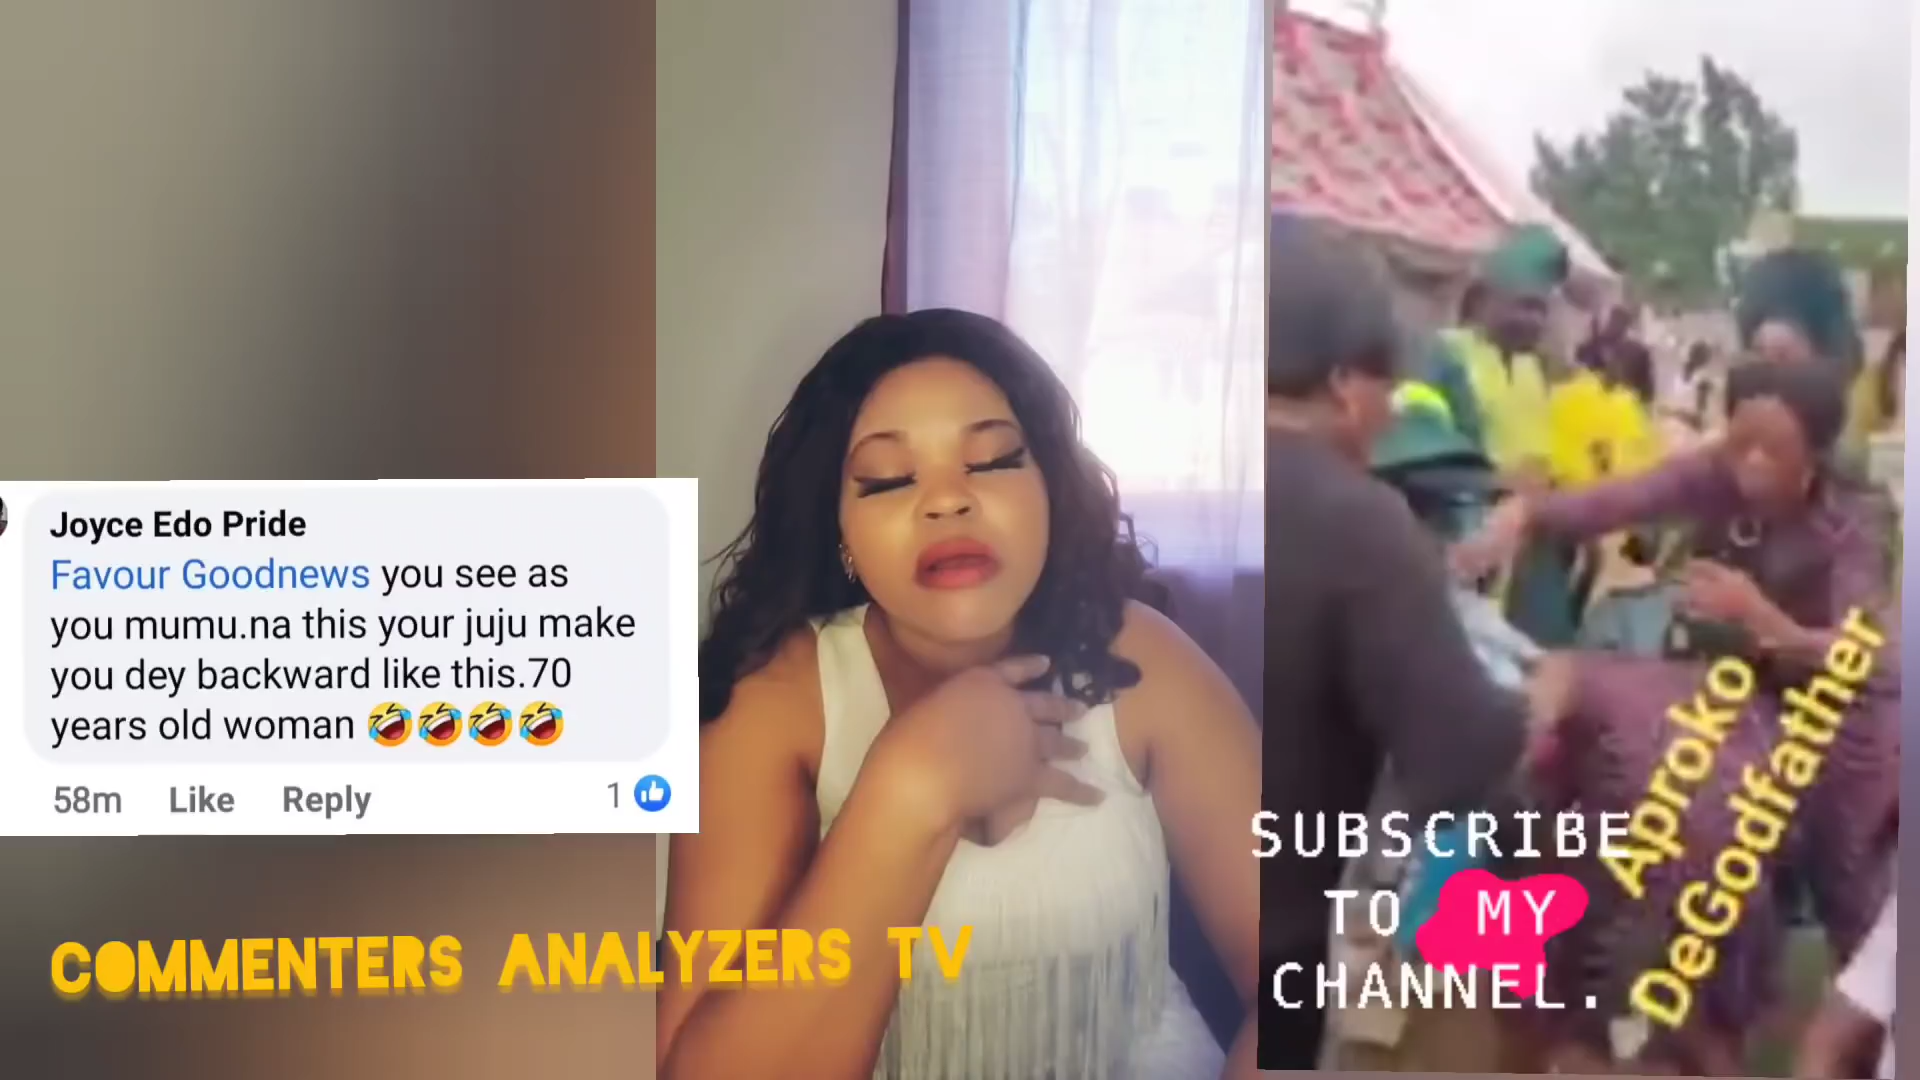 Joyce Edo Pride
Favour Goodnews you see as
you mumu.na this your juju make
you dey backward like this.70
years old woman 🤣🤣🤣🤣
58m Like Reply 1
COMMENTERS ANALYZERS TV
SUBSCRIBE
TO MY
CHANNEL.
Aproko
DeGodfather